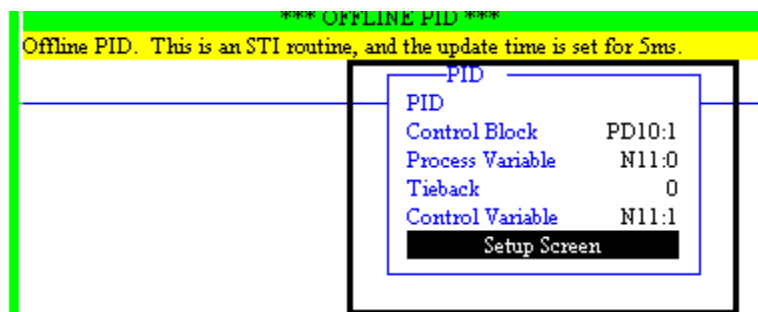 *** OFFLINE PID ***
Offline PID. This is an STI routine, and the update time is set for 5ms.
PID
PID
Control Block PD10:1
Process Variable N11:0
Tieback 0
Control Variable N11:1
Setup Screen